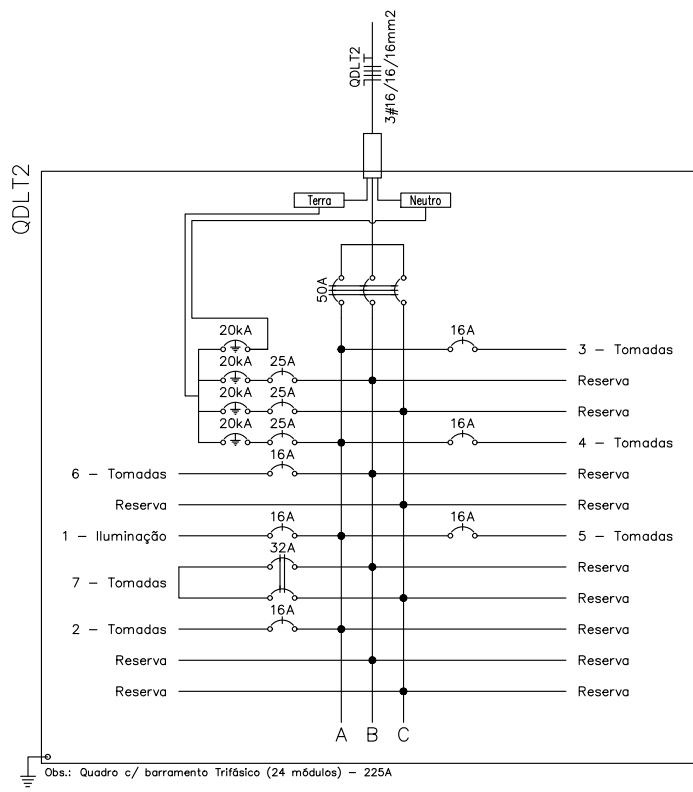 QDLT2
3#16/16/16mm2
QDLT2
Terra
Neutro
50A
20kA
16A
3 - Tomadas
20kA
25A
Reserva
20kA
25A
Reserva
20kA
25A
16A
4 - Tomadas
16A
6 - Tomadas
Reserva
Reserva
Reserva
16A
16A
1 - Iluminação
5 - Tomadas
32A
Reserva
7 - Tomadas
Reserva
16A
2 - Tomadas
Reserva
Reserva
Reserva
Reserva
Reserva
A B C
Obs.: Quadro c/ barramento Trifásico (24 módulos) - 225A